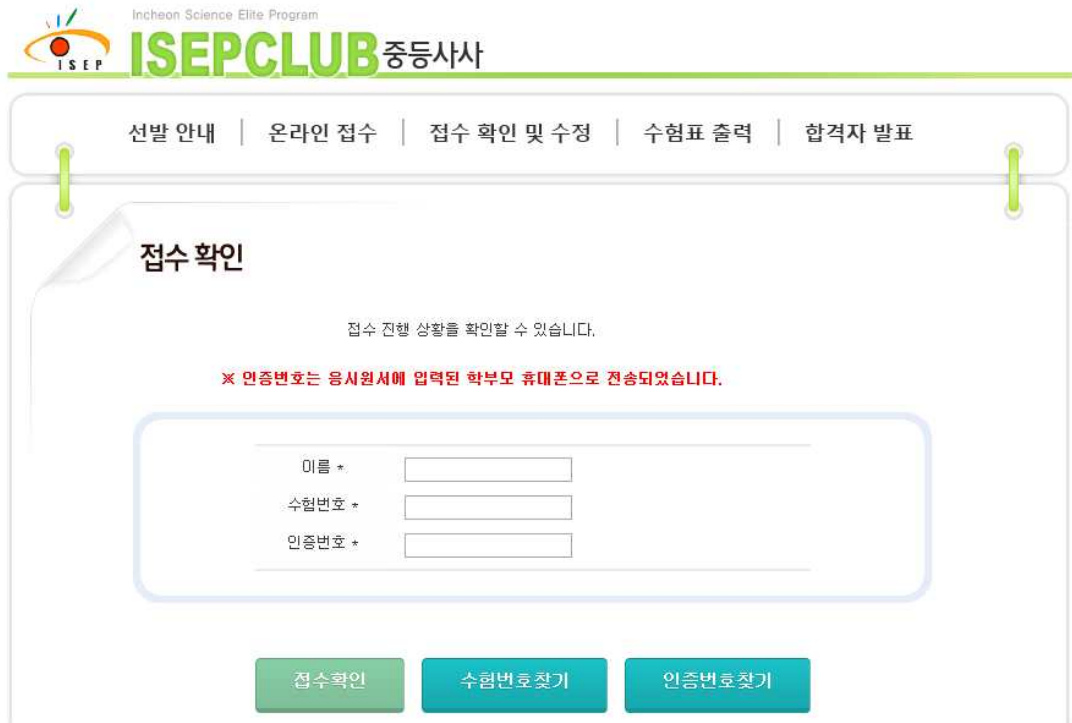 Incheon Science Elite Program
ISEP
ISEPCLUB 중등사사
선발 안내 | 온라인 접수 | 접수 확인 및 수정 | 수험표 출력 | 합격자 발표
접수 확인
접수 진행 상황을 확인할 수 있습니다.
※ 인증번호는 응시원서에 입력된 학부모 휴대폰으로 전송되었습니다.
이름 *
수험번호 *
인증번호 *
접수확인 수험번호찾기 인증번호찾기